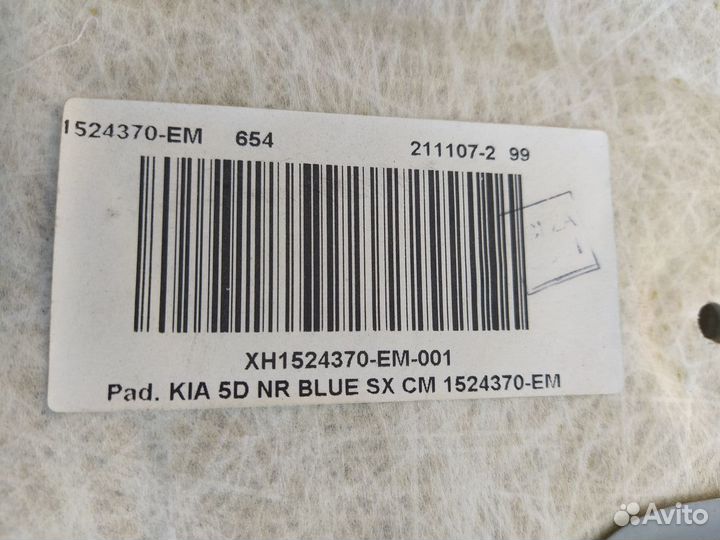 1524370-EM 654 211107-2 99
XH1524370-EM-001
Pad. KIA 5D NR BLUE SX CM 1524370-EM
Avito